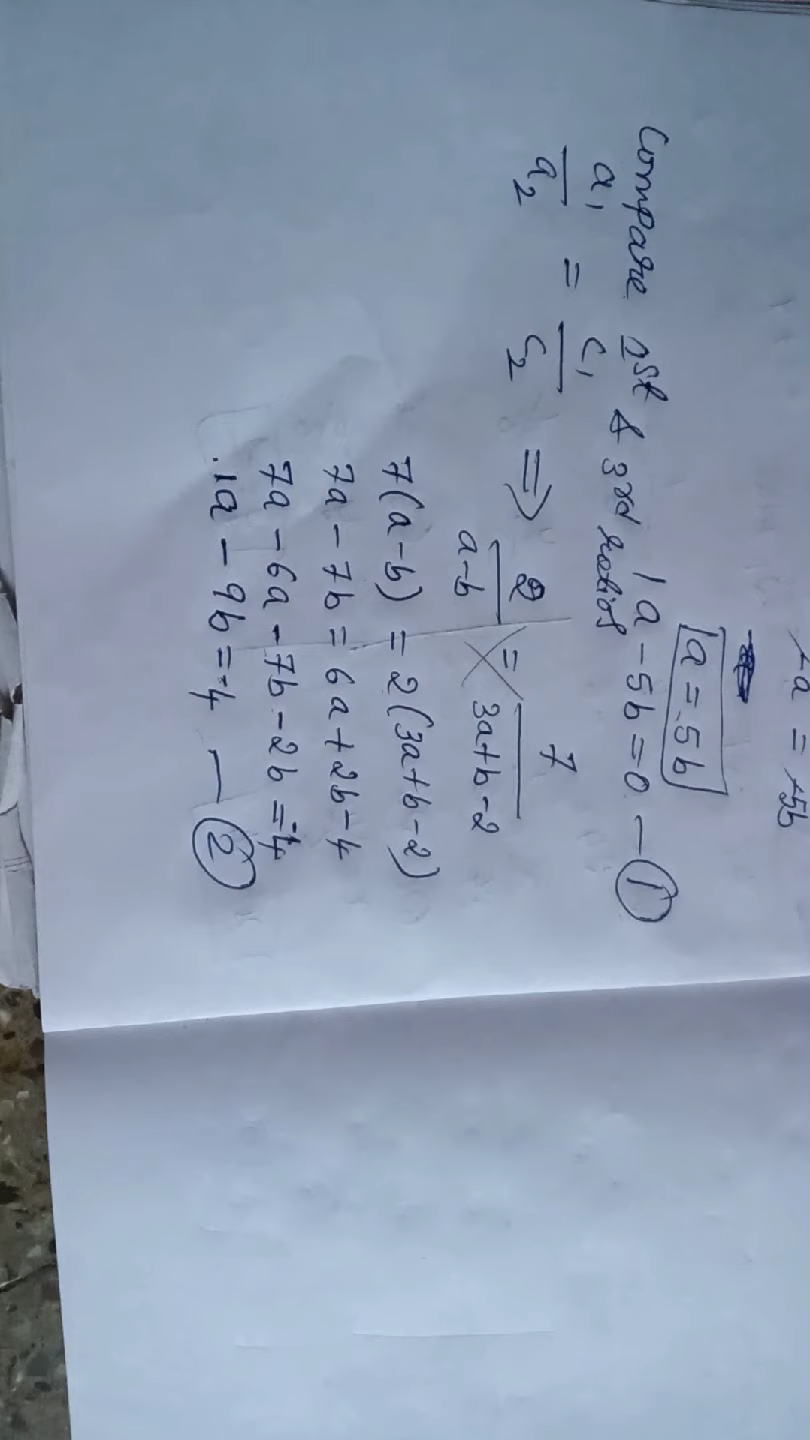 -a = -5b
a = 5b
1a - 5b = 0 — ①
Compare 1st & 3rd ratios
a₁/a₂ = c₁/c₂ ⇒ 2/a-b = 7/3a+b-2
7(a-b) = 2(3a+b-2)
7a - 7b = 6a + 2b - 4
7a - 6a - 7b - 2b = -4
1a - 9b = -4 — ②